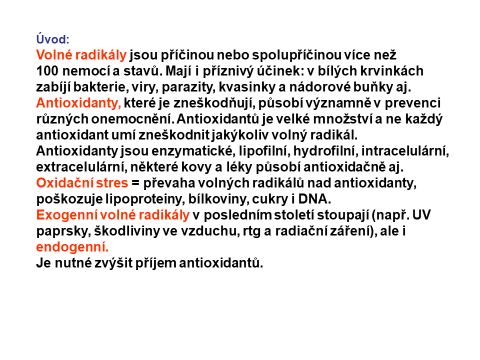 Úvod:
Volné radikály jsou příčinou nebo spolupříčinou více než
100 nemocí a stavů. Mají i příznivý účinek: v bílých krvinkách
zabíjí bakterie, viry, parazity, kvasinky a nádorové buňky aj.
Antioxidanty, které je zneškodňují, působí významně v prevenci
různých onemocnění. Antioxidantů je velké množství a ne každý
antioxidant umí zneškodnit jakýkoliv volný radikál.
Antioxidanty jsou enzymatické, lipofilní, hydrofilní, intracelulární,
extracelulární, některé kovy a léky působí antioxidačně aj.
Oxidační stres = převaha volných radikálů nad antioxidanty,
poškozuje lipoproteiny, bílkoviny, cukry i DNA.
Exogenní volné radikály v posledním století stoupají (např. UV
paprsky, škodliviny ve vzduchu, rtg a radiační záření), ale i
endogenní.
Je nutné zvýšit příjem antioxidantů.